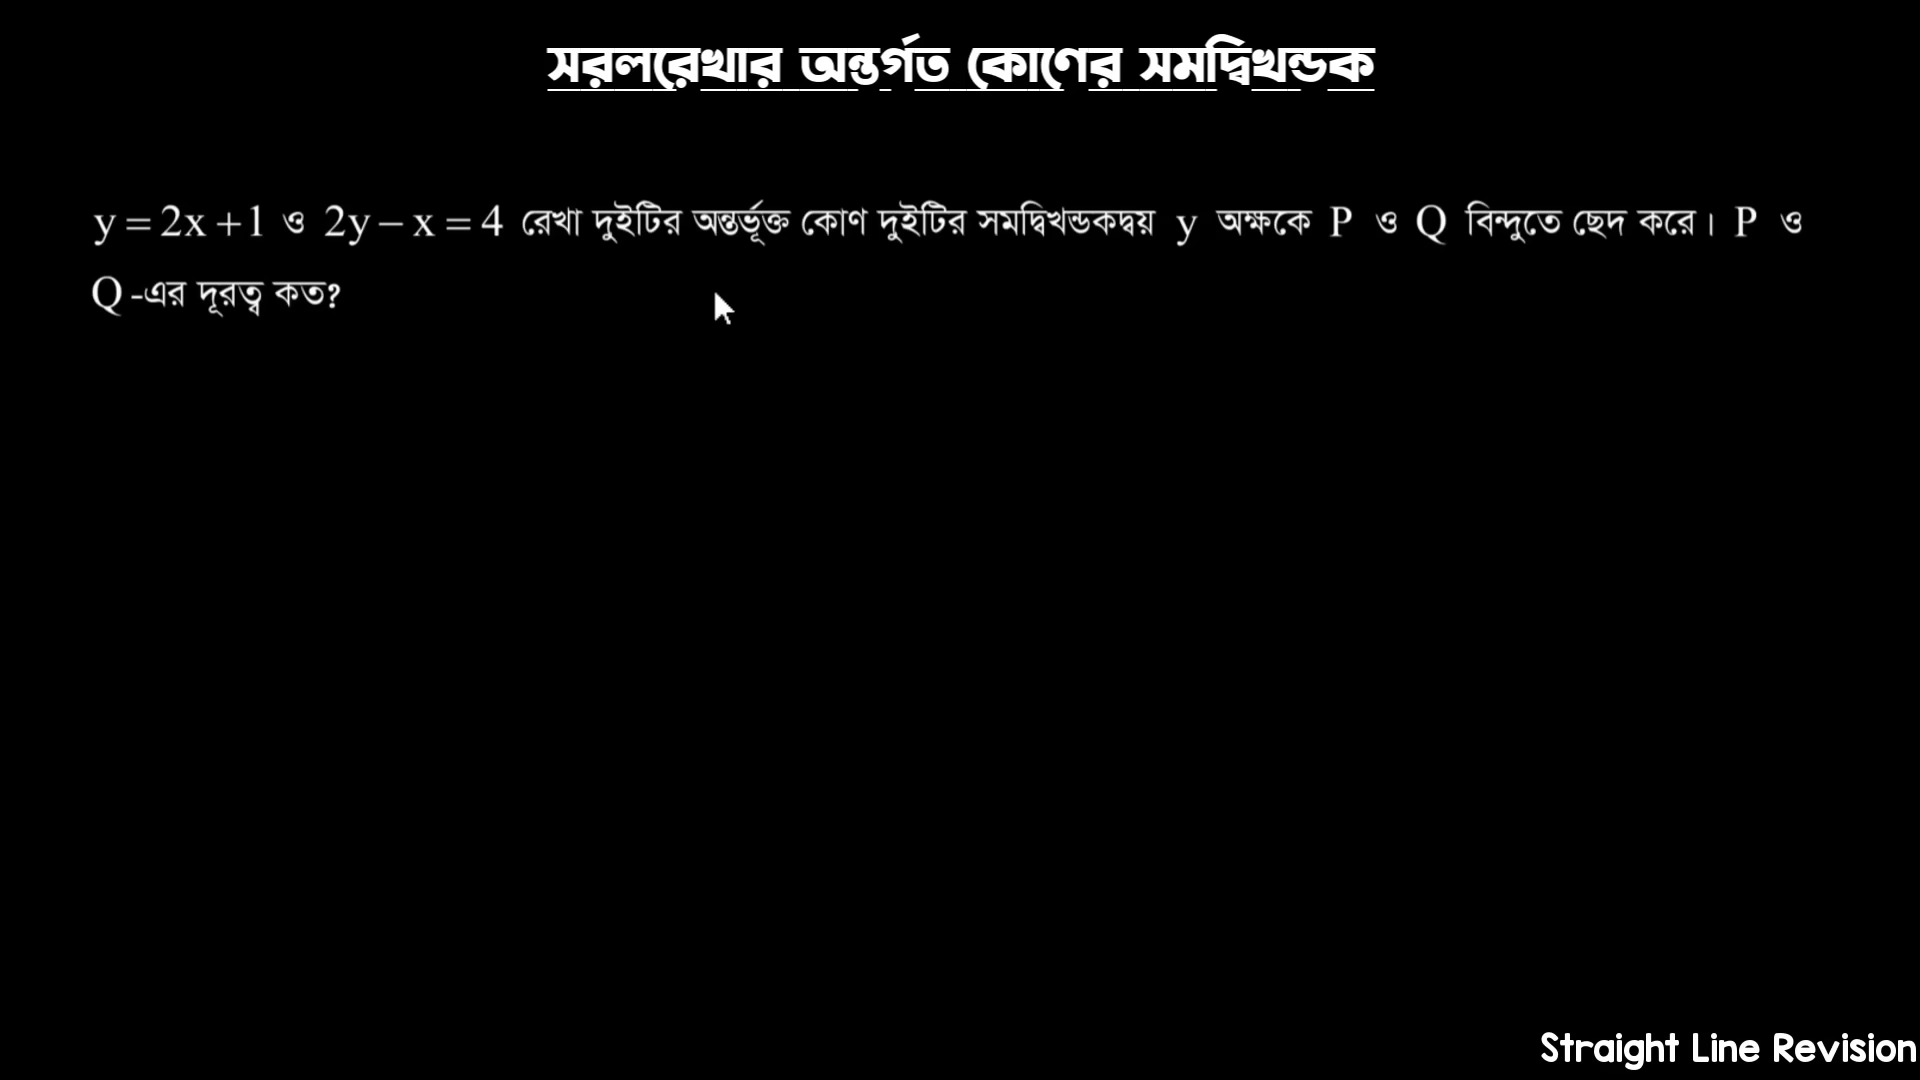 সরলরেখার অন্তর্গত কোণের সমদ্বিখন্ডক
y = 2x + 1 ও 2y − x = 4 রেখা দুইটির অন্তর্ভূক্ত কোণ দুইটির সমদ্বিখন্ডকদ্বয় y অক্ষকে P ও Q বিন্দুতে ছেদ করে। P ও
Q -এর দূরত্ব কত?
Straight Line Revision